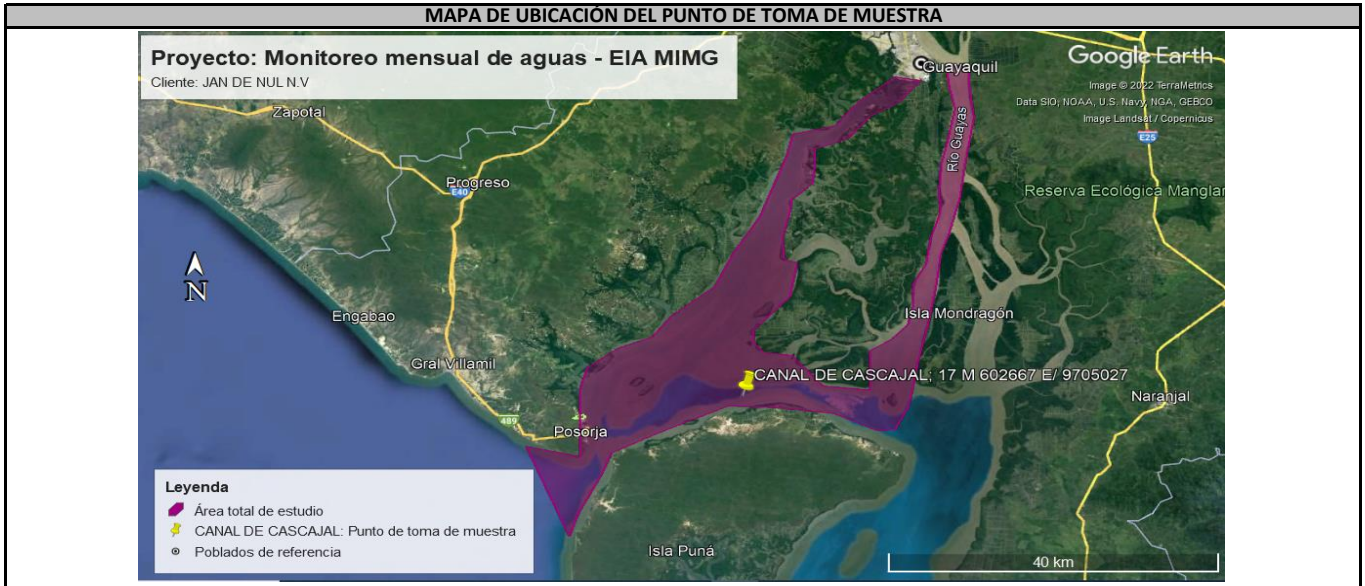 MAPA DE UBICACIÓN DEL PUNTO DE TOMA DE MUESTRA
Proyecto: Monitoreo mensual de aguas - EIA MIMG
Cliente: JAN DE NUL N.V
Google Earth
Image © 2022 TerraMetrics
Data SIO, NOAA, U.S. Navy, NGA, GEBCO
Image Landsat / Copernicus
Guayaquil
Zapotal
E25
Río Guayas
Progreso
E40
Reserva Ecológica Manglar
N
Engabao
Isla Mondragón
Gral Villamil
CANAL DE CASCAJAL; 17 M 602667 E/ 9705027
Naranjal
489
Posorja
Leyenda
Área total de estudio
CANAL DE CASCAJAL: Punto de toma de muestra
Poblados de referencia
Isla Puná
40 km